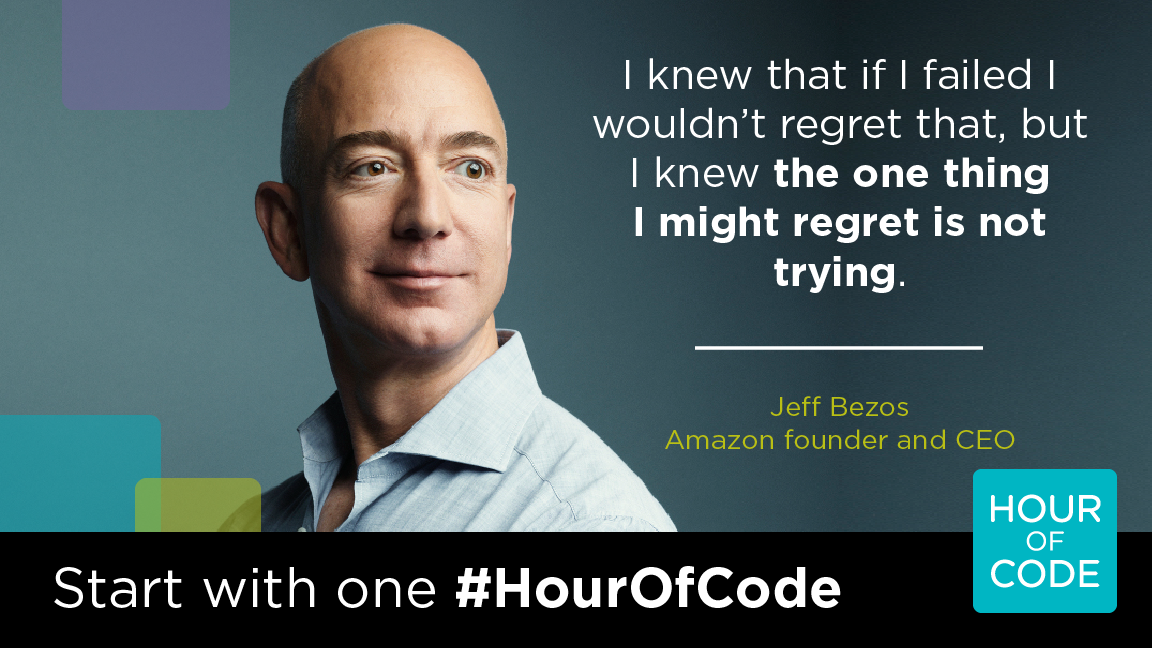 I knew that if I failed I
wouldn’t regret that, but
I knew the one thing
I might regret is not
trying.
Jeff Bezos
Amazon founder and CEO
HOUR
OF
CODE
Start with one #HourOfCode